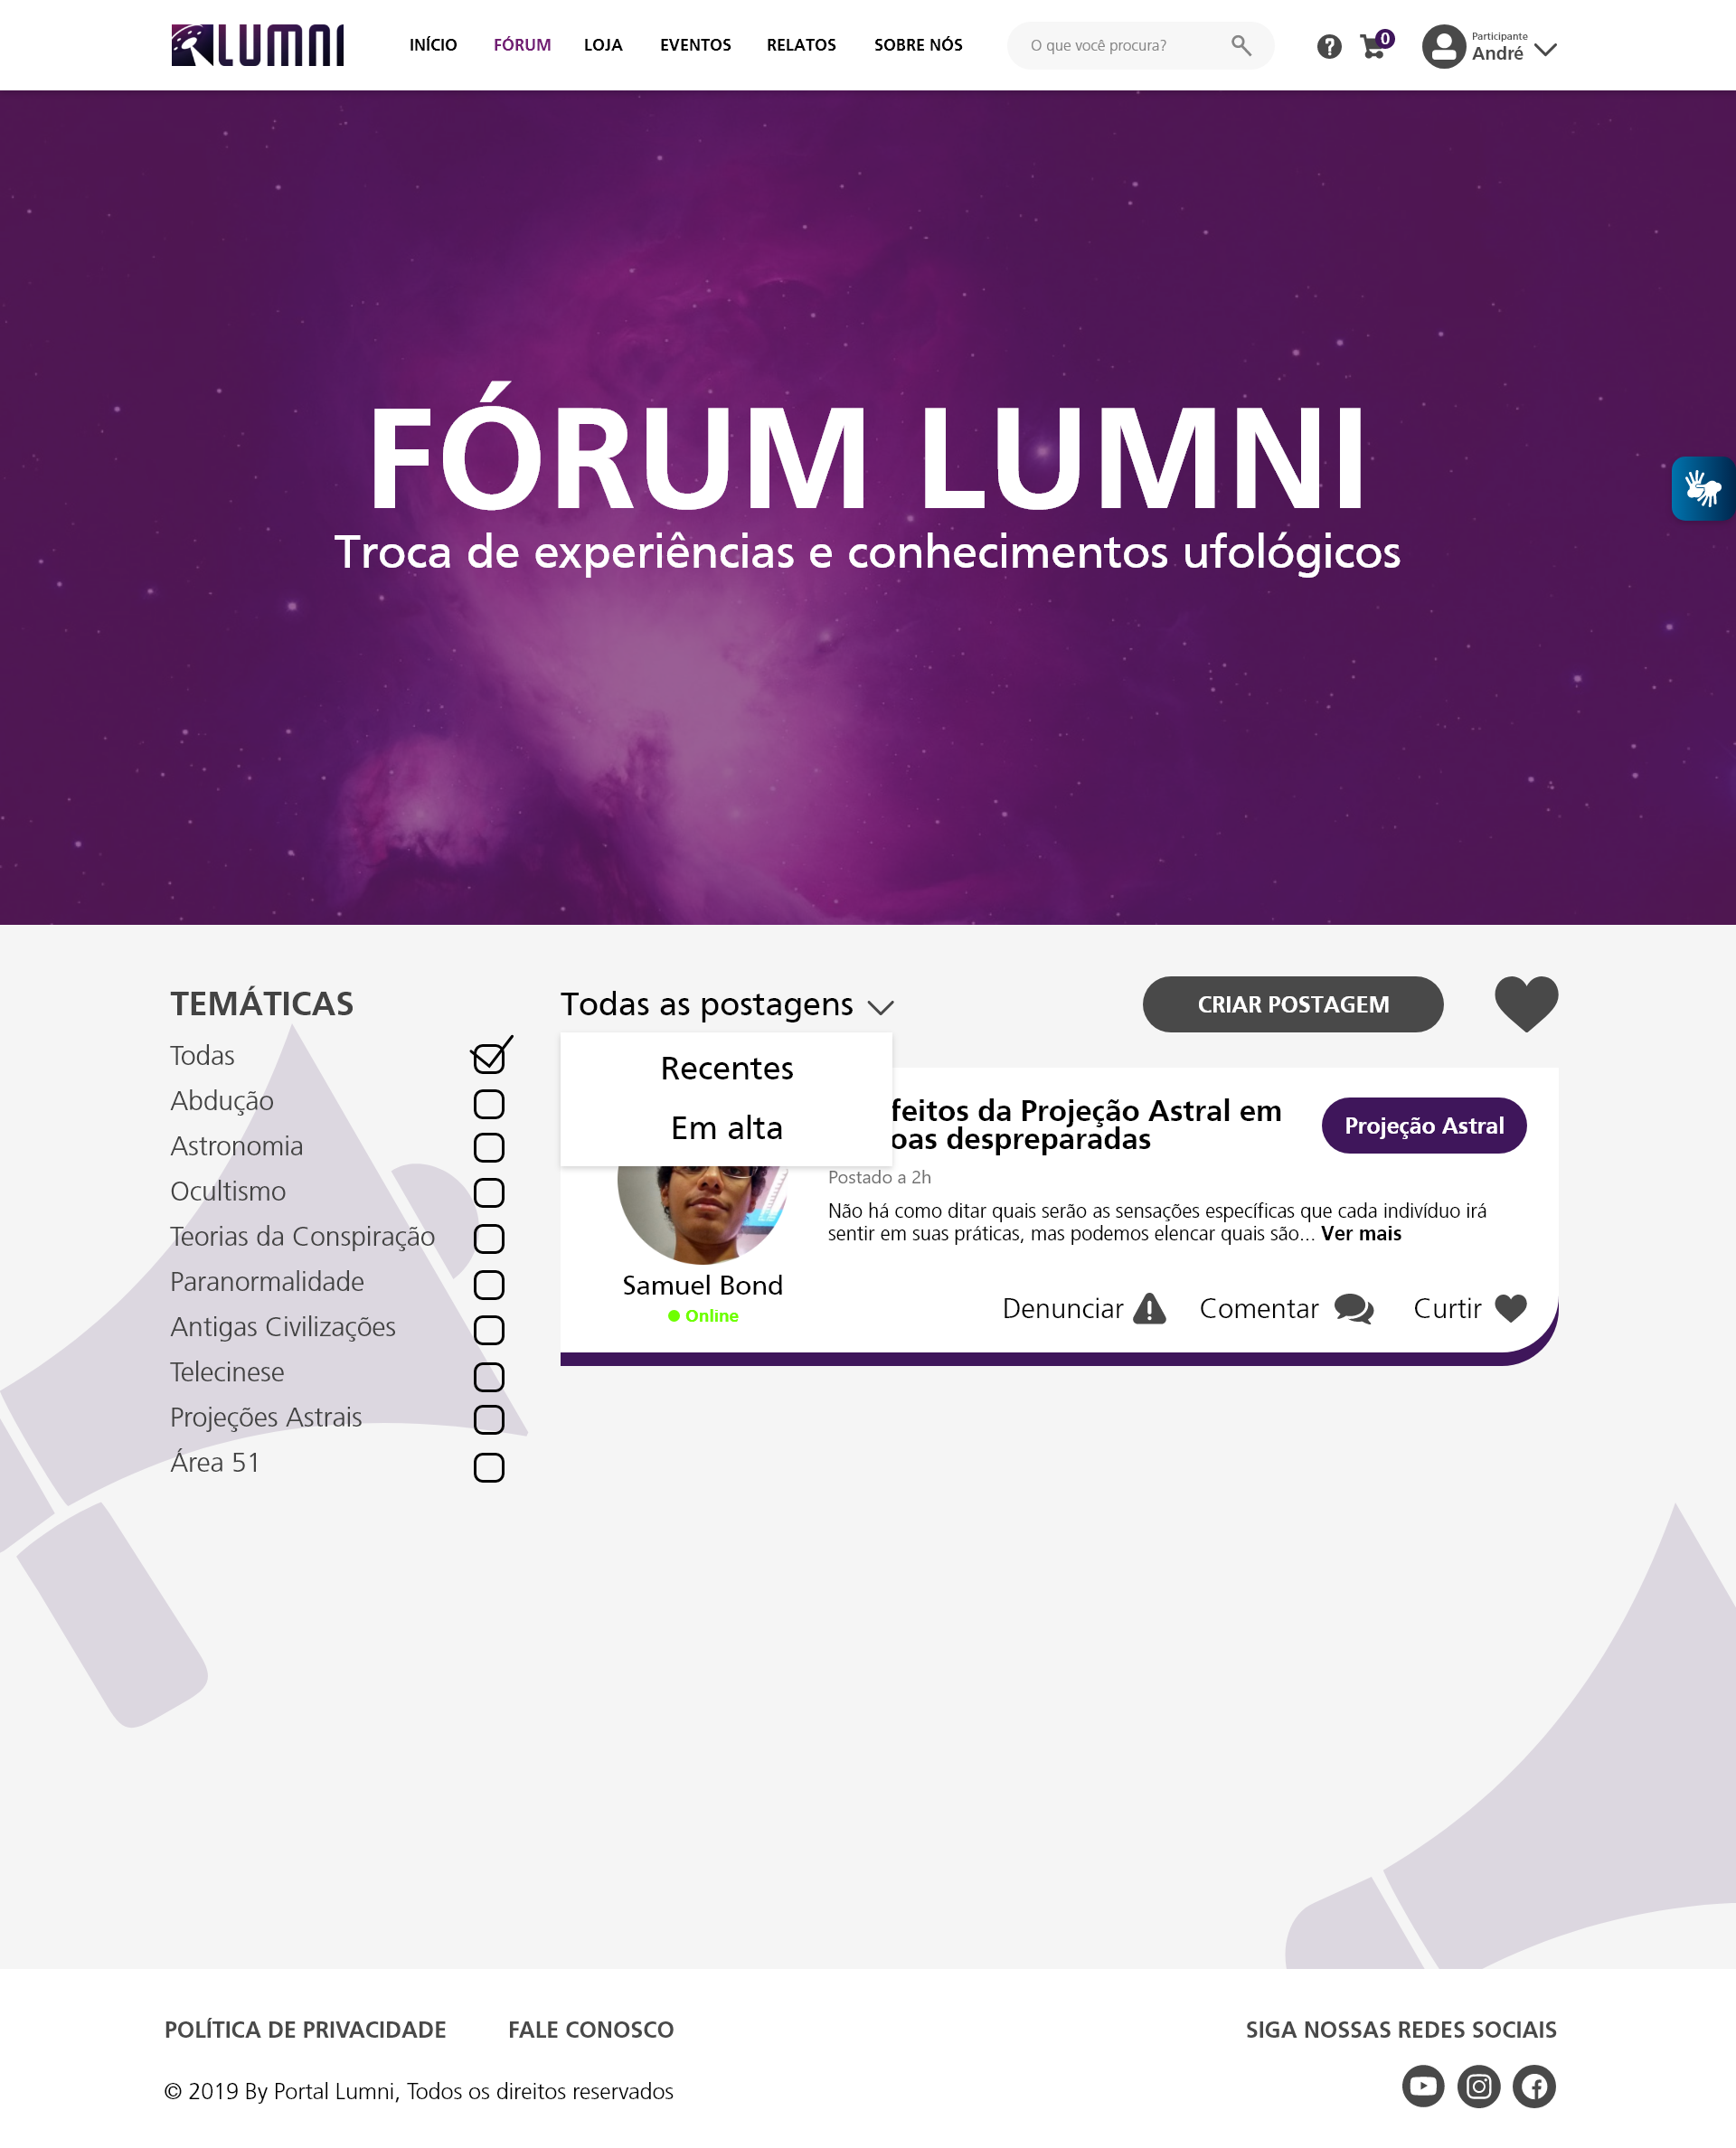 LUMNI
INÍCIO
FÓRUM
LOJA
EVENTOS
RELATOS
SOBRE NÓS
O que você procura?
0
Participante
André
FÓRUM LUMNI
Troca de experiências e conhecimentos ufológicos
TEMÁTICAS
Todas
Abdução
Astronomia
Ocultismo
Teorias da Conspiração
Paranormalidade
Antigas Civilizações
Telecinese
Projeções Astrais
Área 51
Todas as postagens
Recentes
Em alta
CRIAR POSTAGEM
feitos da Projeção Astral em
oas despreparadas
Projeção Astral
Postado a 2h
Não há como ditar quais serão as sensações específicas que cada indivíduo irá
sentir em suas práticas, mas podemos elencar quais são... Ver mais
Samuel Bond
Online
Denunciar
Comentar
Curtir
POLÍTICA DE PRIVACIDADE
FALE CONOSCO
© 2019 By Portal Lumni, Todos os direitos reservados
SIGA NOSSAS REDES SOCIAIS